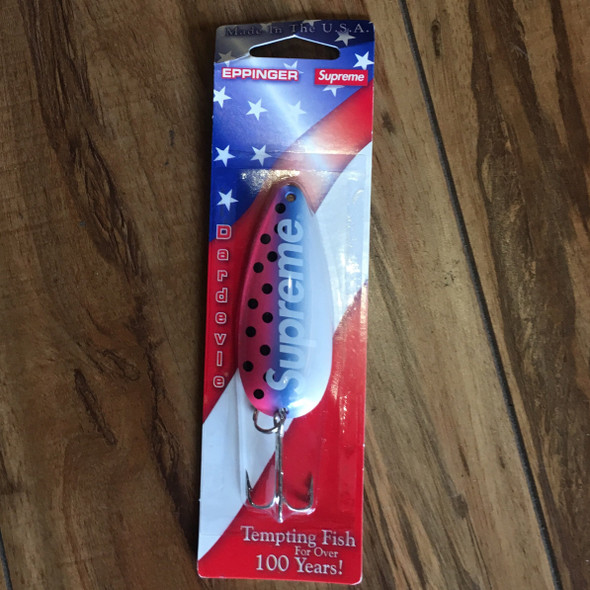 Made In The U.S.A.
EPPINGER
Supreme
Dardevle
Supreme
Tempting Fish
For Over
100 Years!